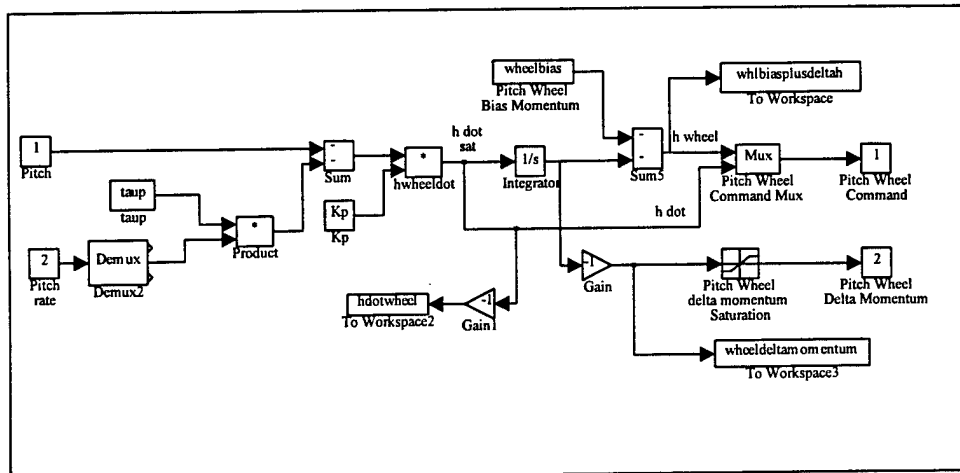 wheelbias
Pitch Wheel
Bias Momentum
whlbiasplusdeltah
To Workspace
1
Pitch
-
-
Sum
h dot
sat
*
hwheeldot
1/s
Integrator
-
-
Sum5
h wheel
Mux
Pitch Wheel
Command Mux
1
Pitch Wheel
Command
taup
taup
Kp
Kp
h dot
*
Product
2
Pitch
rate
Demux
Demux2
-1
Gain
Pitch Wheel
delta momentum
Saturation
2
Pitch Wheel
Delta Momentum
hdotwheel
To Workspace2
-1
Gain1
wheeldeltamomentum
To Workspace3